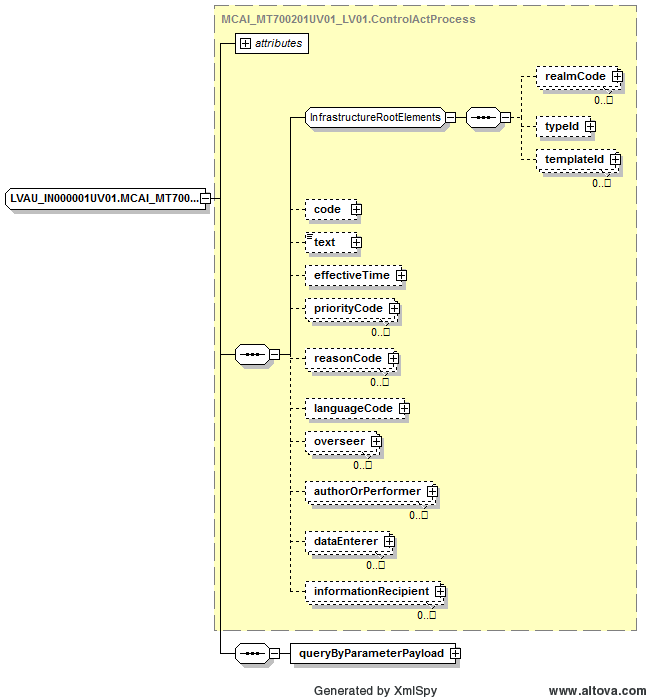 MCAI_MT700201UV01_LV01.ControlActProcess
attributes
InfrastructureRootElements
realmCode
0..□
typeId
templateId
0..□
LVAU_IN000001UV01.MCAI_MT700...
code
text
effectiveTime
priorityCode
0..□
reasonCode
0..□
languageCode
overseer
0..□
authorOrPerformer
0..□
dataEnterer
0..□
informationRecipient
0..□
queryByParameterPayload
Generated by XmlSpy
www.altova.com